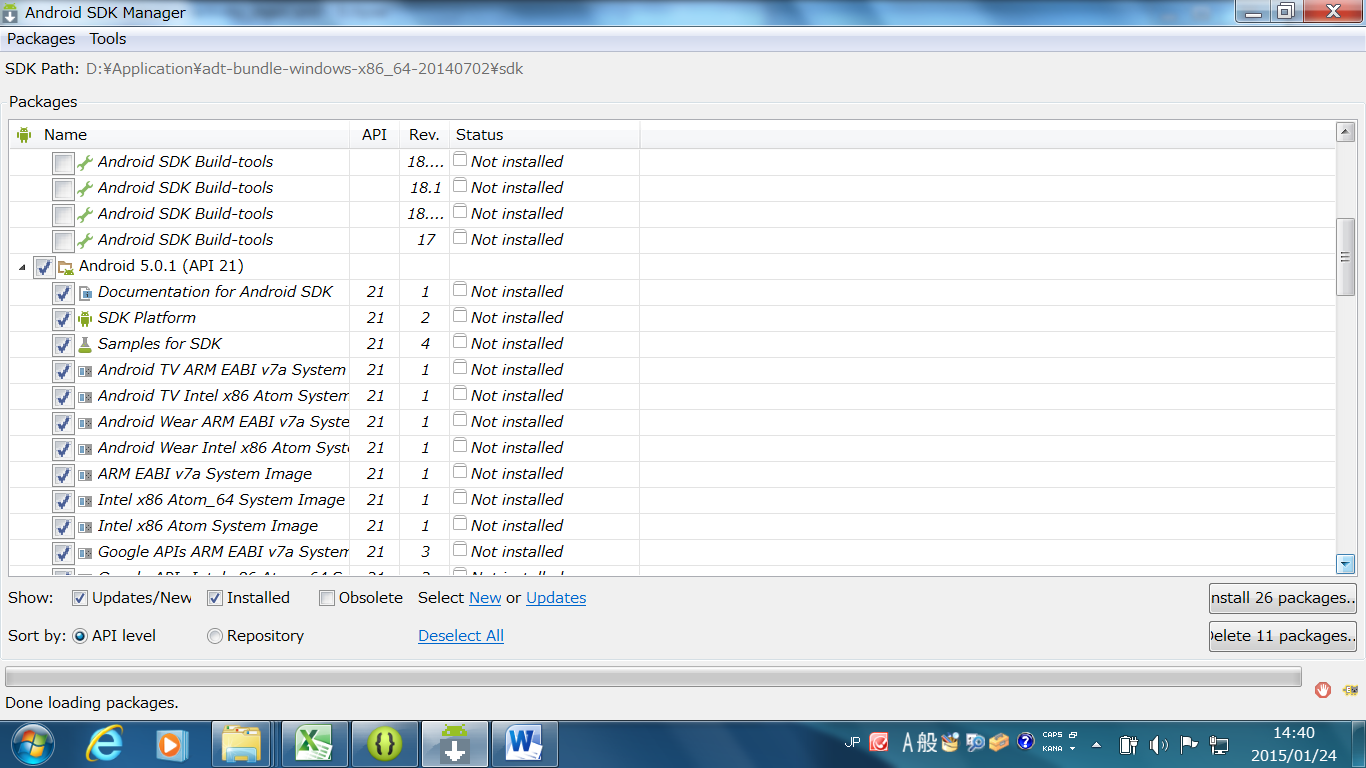 Android SDK Manager
Packages Tools
SDK Path: D:¥Application¥adt-bundle-windows-x86_64-20140702¥sdk
Packages
Name API Rev. Status
Android SDK Build-tools 18.... Not installed
Android SDK Build-tools 18.1 Not installed
Android SDK Build-tools 18.... Not installed
Android SDK Build-tools 17 Not installed
Android 5.0.1 (API 21)
Documentation for Android SDK 21 1 Not installed
SDK Platform 21 2 Not installed
Samples for SDK 21 4 Not installed
Android TV ARM EABI v7a System 21 1 Not installed
Android TV Intel x86 Atom System 21 1 Not installed
Android Wear ARM EABI v7a Syste 21 1 Not installed
Android Wear Intel x86 Atom Syst 21 1 Not installed
ARM EABI v7a System Image 21 1 Not installed
Intel x86 Atom_64 System Image 21 1 Not installed
Intel x86 Atom System Image 21 1 Not installed
Google APIs ARM EABI v7a System 21 3 Not installed
Show: Updates/New Installed Obsolete Select New or Updates
nstall 26 packages..
Sort by: API level Repository Deselect All
elete 11 packages..
Done loading packages.
JP A般 CAPS KANA
14:40
2015/01/24